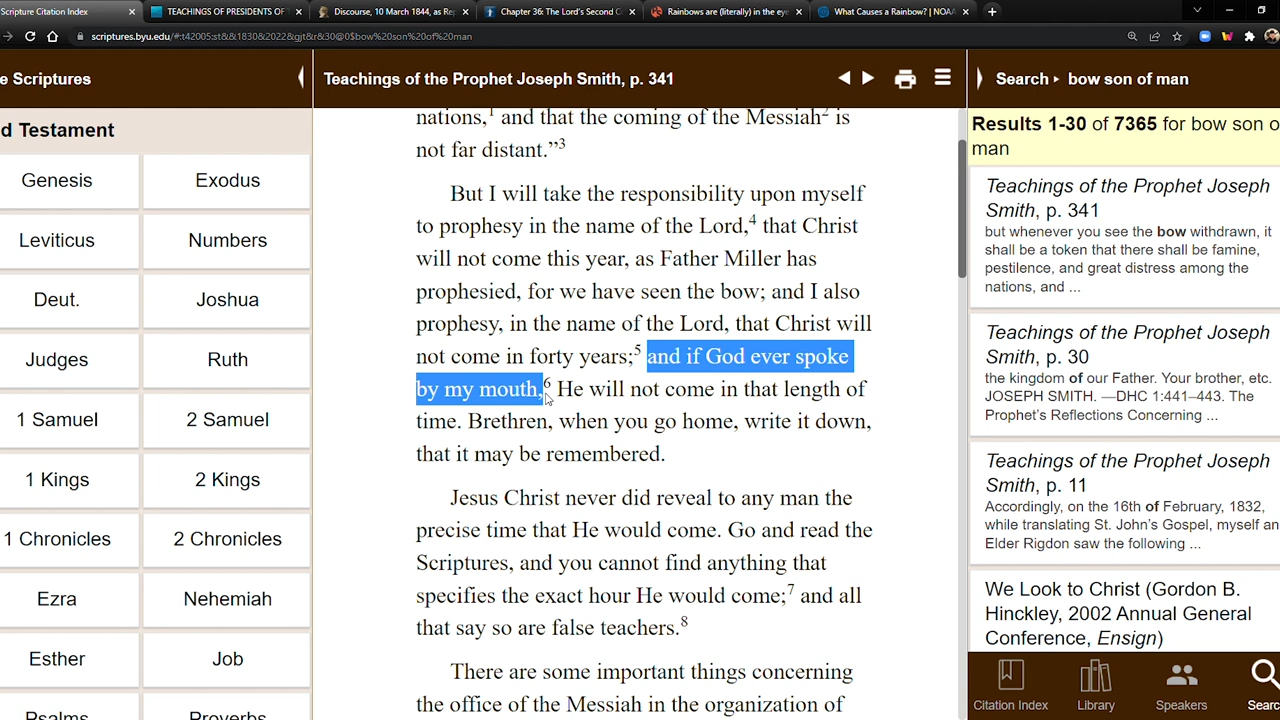 Scripture Citation Index
TEACHINGS OF PRESIDENTS OF T
Discourse, 10 March 1844, as Rep
Chapter 36: The Lord's Second C
Rainbows are (literally) in the eye
What Causes a Rainbow? | NOA
scriptures.byu.edu/#:t42005:st&&1830&2022&gjt&r&30@0$bow%20son%20of%20man
e Scriptures
Teachings of the Prophet Joseph Smith, p. 341
Search▸ bow son of man
d Testament
Genesis
Exodus
Leviticus
Numbers
Deut.
Joshua
Judges
Ruth
1 Samuel
2 Samuel
1 Kings
2 Kings
1 Chronicles
2 Chronicles
Ezra
Nehemiah
Esther
Job
Psalms
Proverbs
nations,1 and that the coming of the Messiah2 is
not far distant.”3
But I will take the responsibility upon myself
to prophesy in the name of the Lord,4 that Christ
will not come this year, as Father Miller has
prophesied, for we have seen the bow; and I also
prophesy, in the name of the Lord, that Christ will
not come in forty years;5 and if God ever spoke
by my mouth,6 He will not come in that length of
time. Brethren, when you go home, write it down,
that it may be remembered.
Jesus Christ never did reveal to any man the
precise time that He would come. Go and read the
Scriptures, and you cannot find anything that
specifies the exact hour He would come;7 and all
that say so are false teachers.8
There are some important things concerning
the office of the Messiah in the organization of
Results 1-30 of 7365 for bow son o
man
Teachings of the Prophet Joseph
Smith, p. 341
but whenever you see the bow withdrawn, it
shall be a token that there shall be famine,
pestilence, and great distress among the
nations, and ...
Teachings of the Prophet Joseph
Smith, p. 30
the kingdom of our Father. Your brother, etc.
JOSEPH SMITH. —DHC 1:441–443. The
Prophet's Reflections Concerning ...
Teachings of the Prophet Joseph
Smith, p. 11
Accordingly, on the 16th of February, 1832,
while translating St. John's Gospel, myself an
Elder Rigdon saw the following ...
We Look to Christ (Gordon B.
Hinckley, 2002 Annual General
Conference, Ensign)
Citation Index
Library
Speakers
Searc